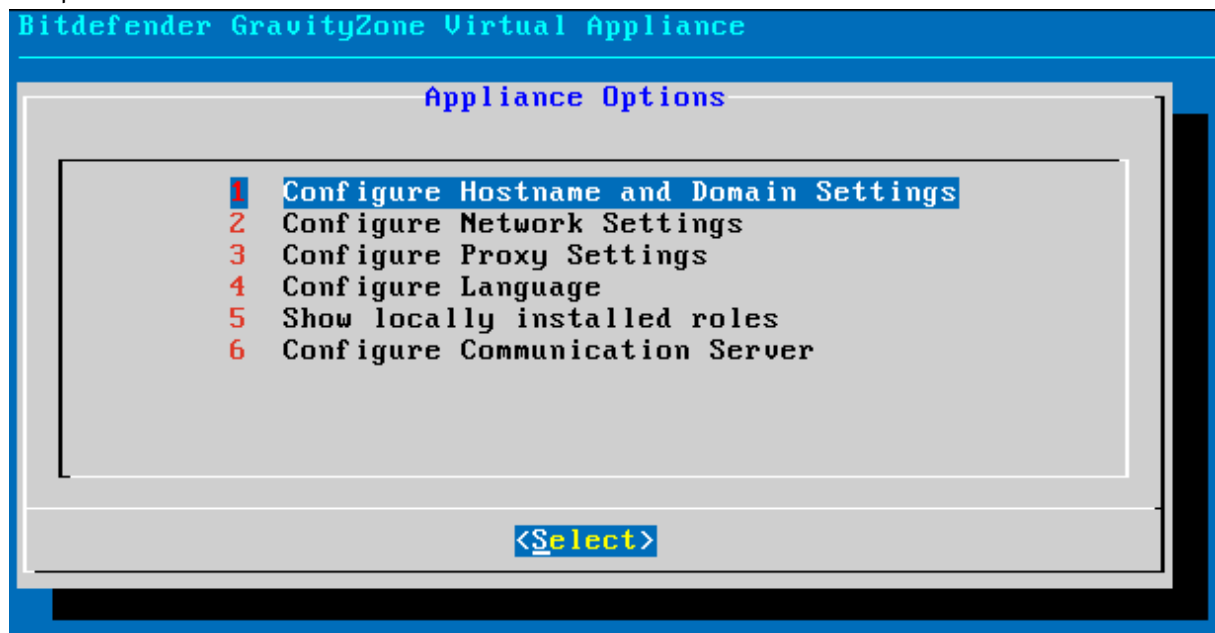 Bitdefender GravityZone Virtual Appliance
Appliance Options
1 Configure Hostname and Domain Settings
2 Configure Network Settings
3 Configure Proxy Settings
4 Configure Language
5 Show locally installed roles
6 Configure Communication Server
<Select>